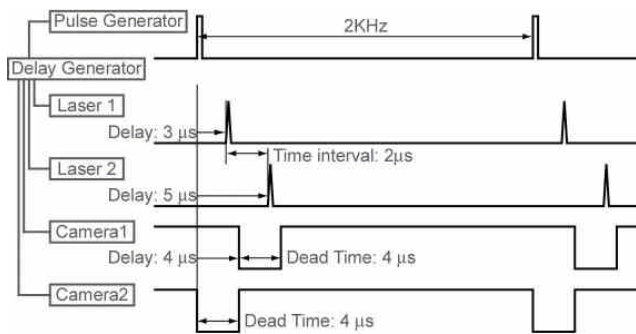 Pulse Generator
2KHz
Delay Generator
Laser 1
Delay: 3 μs
Time interval: 2μs
Laser 2
Delay: 5 μs
Camera1
Delay: 4 μs
Dead Time: 4 μs
Camera2
Dead Time: 4 μs